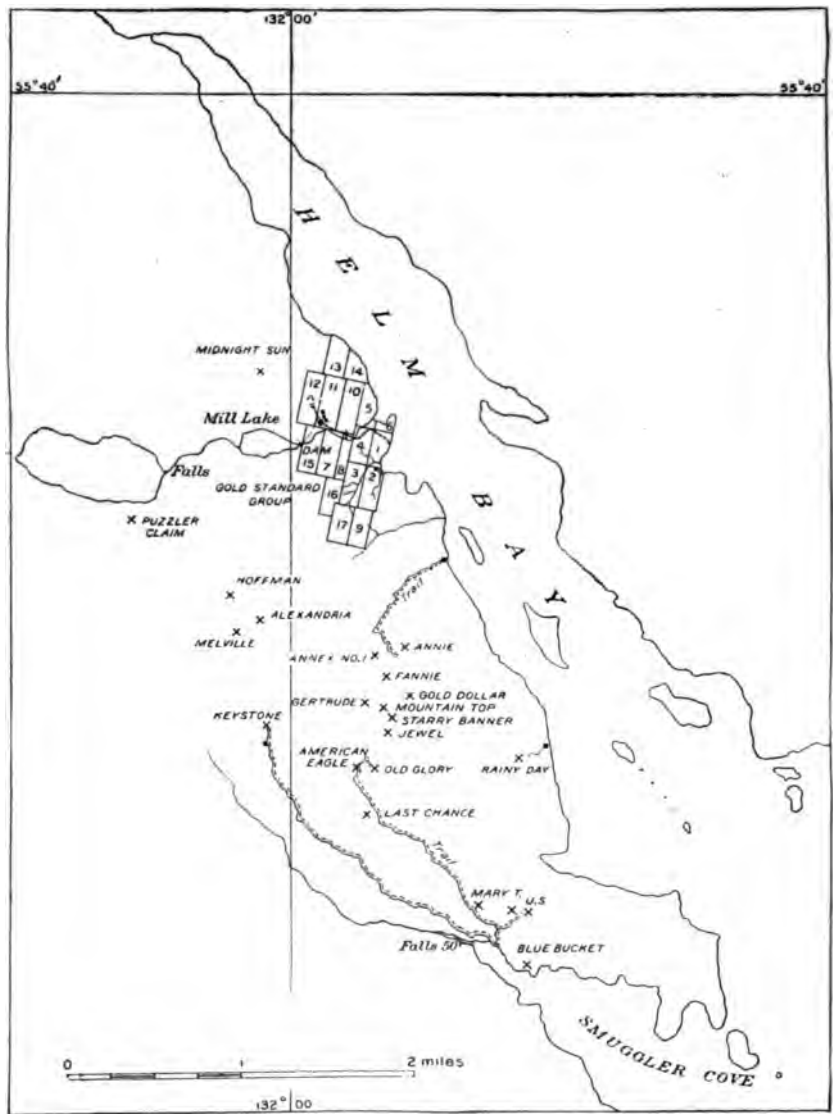 132°00'
55°40'
55°40'
HELM
BAY
MIDNIGHT SUN
13
14
12
11
10
5
6
Mill Lake
4
1
DAM
15
7
8
3
2
Falls
GOLD STANDARD
GROUP
16
17
9
PUZZLER
CLAIM
HOFFMAN
ALEXANDRIA
MELVILLE
Trail
ANNIE
ANNEX NO.1
FANNIE
GOLD DOLLAR
GERTRUDE
MOUNTAIN TOP
STARRY BANNER
KEYSTONE
JEWEL
AMERICAN
EAGLE
OLD GLORY
RAINY DAY
LAST CHANCE
Trail
MARY T.
U.S
Falls 50'
BLUE BUCKET
SMUGGLER COVE
0
1
2 miles
132°00